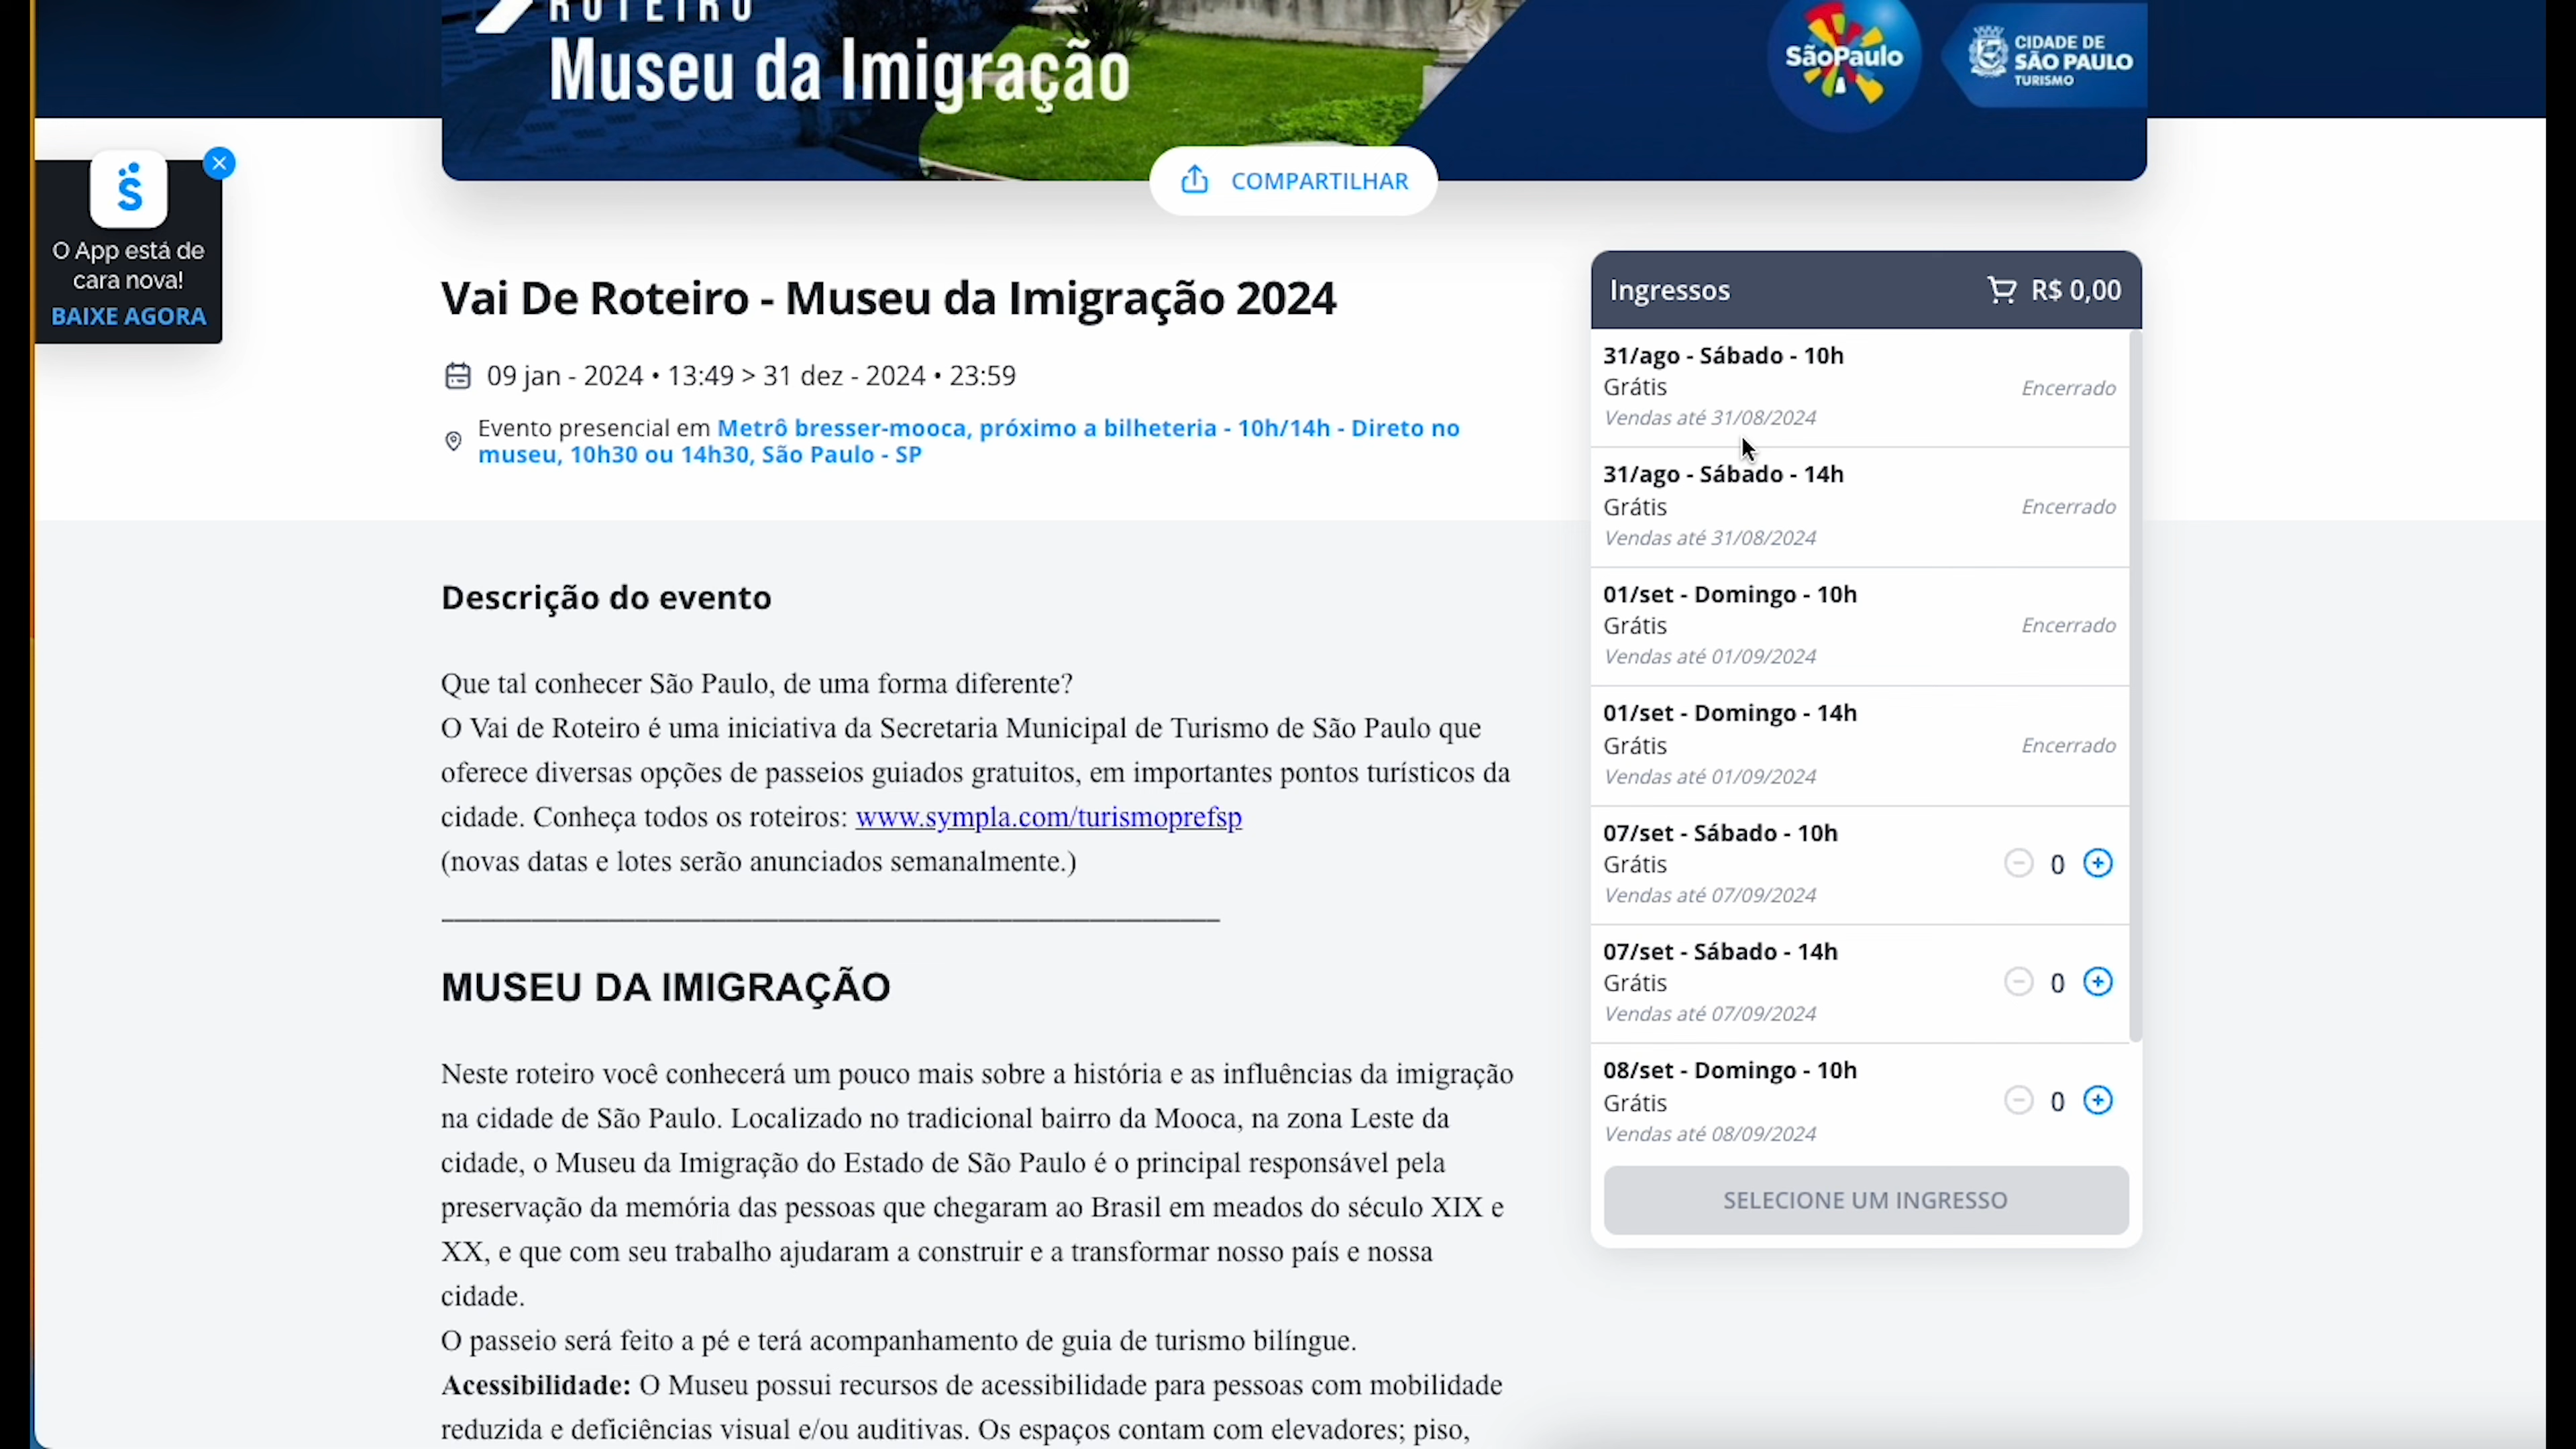 ROTEIRO
Museu da Imigração
SãoPaulo
CIDADE DE
SÃO PAULO
TURISMO
COMPARTILHAR
O App está de
cara nova!
BAIXE AGORA
Vai De Roteiro - Museu da Imigração 2024
09 jan - 2024 • 13:49 > 31 dez - 2024 • 23:59
Evento presencial em Metrô bresser-mooca, próximo a bilheteria - 10h/14h - Direto no
museu, 10h30 ou 14h30, São Paulo - SP
Descrição do evento
Que tal conhecer São Paulo, de uma forma diferente?
O Vai de Roteiro é uma iniciativa da Secretaria Municipal de Turismo de São Paulo que
oferece diversas opções de passeios guiados gratuitos, em importantes pontos turísticos da
cidade. Conheça todos os roteiros: www.sympla.com/turismoprefsp
(novas datas e lotes serão anunciados semanalmente.)
MUSEU DA IMIGRAÇÃO
Neste roteiro você conhecerá um pouco mais sobre a história e as influências da imigração
na cidade de São Paulo. Localizado no tradicional bairro da Mooca, na zona Leste da
cidade, o Museu da Imigração do Estado de São Paulo é o principal responsável pela
preservação da memória das pessoas que chegaram ao Brasil em meados do século XIX e
XX, e que com seu trabalho ajudaram a construir e a transformar nosso país e nossa
cidade.
O passeio será feito a pé e terá acompanhamento de guia de turismo bilíngue.
Acessibilidade: O Museu possui recursos de acessibilidade para pessoas com mobilidade
reduzida e deficiências visual e/ou auditivas. Os espaços contam com elevadores; piso,
Ingressos R$ 0,00
31/ago - Sábado - 10h
Grátis
Encerrado
Vendas até 31/08/2024
31/ago - Sábado - 14h
Grátis
Encerrado
Vendas até 31/08/2024
01/set - Domingo - 10h
Grátis
Encerrado
Vendas até 01/09/2024
01/set - Domingo - 14h
Grátis
Encerrado
Vendas até 01/09/2024
07/set - Sábado - 10h
Grátis
0
Vendas até 07/09/2024
07/set - Sábado - 14h
Grátis
0
Vendas até 07/09/2024
08/set - Domingo - 10h
Grátis
0
Vendas até 08/09/2024
SELECIONE UM INGRESSO